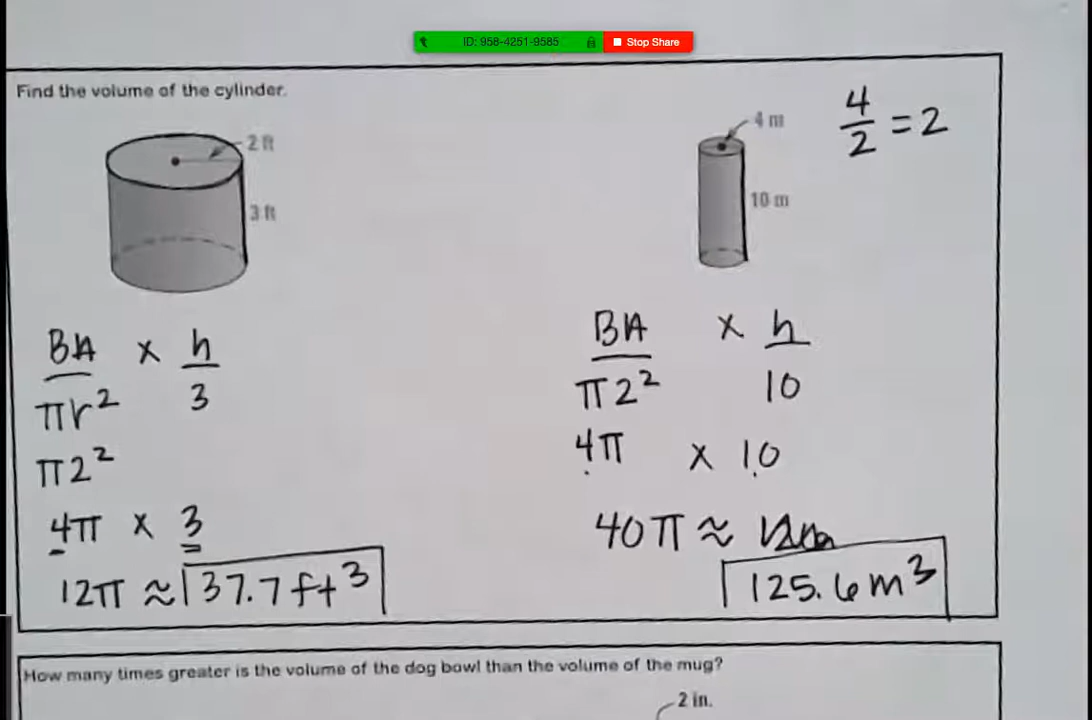 ID: 958-4251-9585 Stop Share
Find the volume of the cylinder.
2 ft
3 ft
4 m
10 m
4/2 = 2
BA × h
πr² 3
π2²
4π × 3
12π ≈ 37.7 ft³
BA × h
π2² 10
4π × 10
40π ≈
125.6 m³
How many times greater is the volume of the dog bowl than the volume of the mug?
2 in.